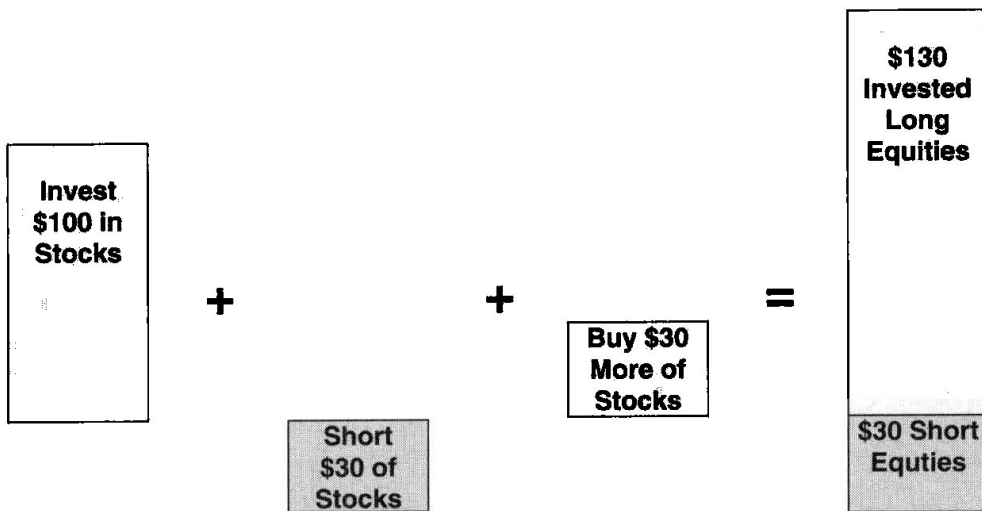 Invest
$100 in
Stocks
+
Short
$30 of
Stocks
+
Buy $30
More of
Stocks
=
$130
Invested
Long
Equities
$30 Short
Equties